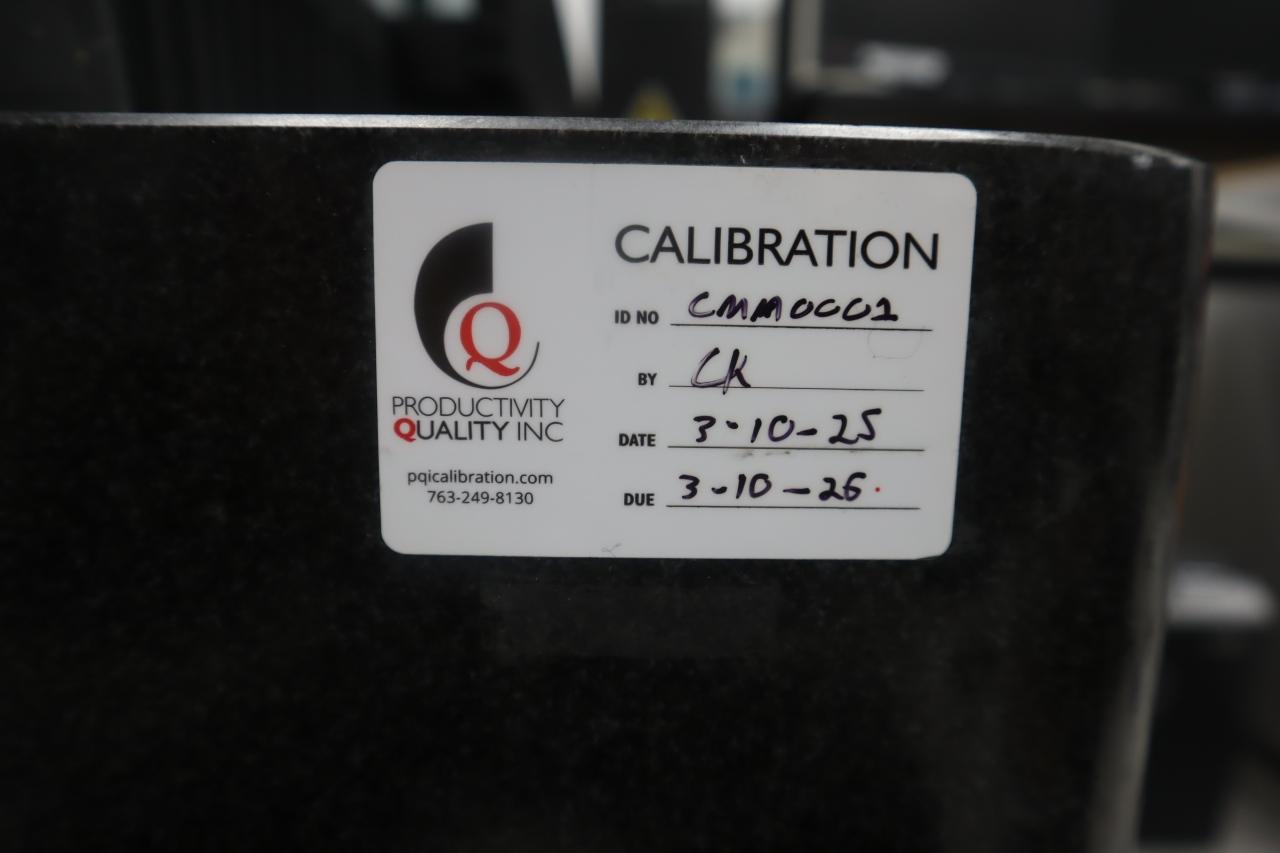 CALIBRATION
ID NO CMM0001
BY CK
DATE 3-10-25
DUE 3-10-26
Q
PRODUCTIVITY
QUALITY INC
pqicalibration.com
763-249-8130